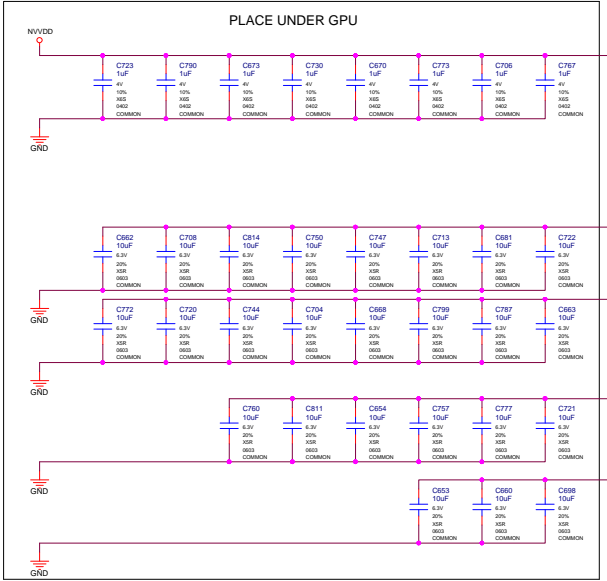 PLACE UNDER GPU
NVVDD
C723 C790 C673 C730 C670 C773 C706 C767
1uF 1uF 1uF 1uF 1uF 1uF 1uF 1uF
4V 4V 4V 4V 4V 4V 4V 4V
10% 10% 10% 10% 10% 10% 10% 10%
X6S X6S X6S X6S X6S X6S X6S X6S
0402 0402 0402 0402 0402 0402 0402 0402
COMMON COMMON COMMON COMMON COMMON COMMON COMMON COMMON
GND
C662 C708 C814 C750 C747 C713 C681 C722
10uF 10uF 10uF 10uF 10uF 10uF 10uF 10uF
6.3V 6.3V 6.3V 6.3V 6.3V 6.3V 6.3V 6.3V
20% 20% 20% 20% 20% 20% 20% 20%
X5R X5R X5R X5R X5R X5R X5R X5R
0603 0603 0603 0603 0603 0603 0603 0603
COMMON COMMON COMMON COMMON COMMON COMMON COMMON COMMON
GND
C772 C720 C744 C704 C668 C799 C787 C663
10uF 10uF 10uF 10uF 10uF 10uF 10uF 10uF
6.3V 6.3V 6.3V 6.3V 6.3V 6.3V 6.3V 6.3V
20% 20% 20% 20% 20% 20% 20% 20%
X5R X5R X5R X5R X5R X5R X5R X5R
0603 0603 0603 0603 0603 0603 0603 0603
COMMON COMMON COMMON COMMON COMMON COMMON COMMON COMMON
GND
C760 C811 C654 C757 C777 C721
10uF 10uF 10uF 10uF 10uF 10uF
6.3V 6.3V 6.3V 6.3V 6.3V 6.3V
20% 20% 20% 20% 20% 20%
X5R X5R X5R X5R X5R X5R
0603 0603 0603 0603 0603 0603
COMMON COMMON COMMON COMMON COMMON COMMON
GND
C653 C660 C698
10uF 10uF 10uF
6.3V 6.3V 6.3V
20% 20% 20%
X5R X5R X5R
0603 0603 0603
COMMON COMMON COMMON
GND